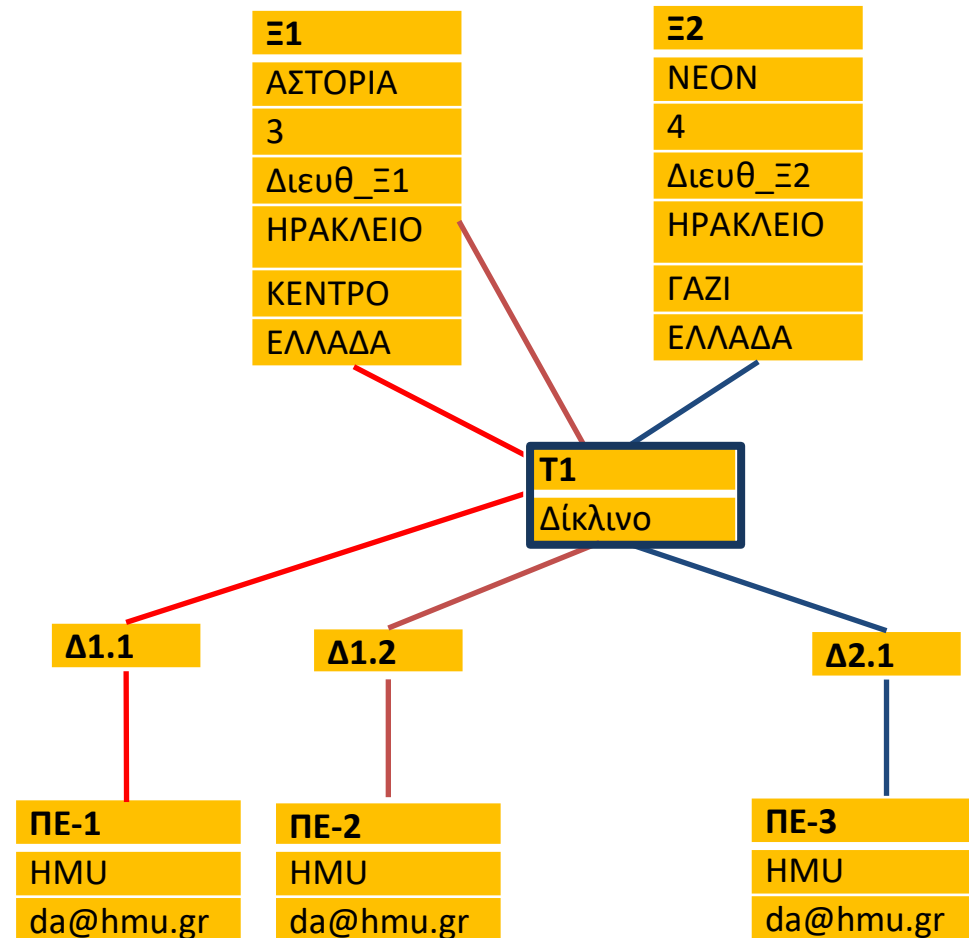 Ξ1
ΑΣΤΟΡΙΑ
3
Διευθ_Ξ1
ΗΡΑΚΛΕΙΟ
ΚΕΝΤΡΟ
ΕΛΛΑΔΑ
Ξ2
ΝΕΟΝ
4
Διευθ_Ξ2
ΗΡΑΚΛΕΙΟ
ΓΑΖΙ
ΕΛΛΑΔΑ
Τ1
Δίκλινο
Δ1.1
Δ1.2
Δ2.1
ΠΕ-1
HMU
da@hmu.gr
ΠΕ-2
HMU
da@hmu.gr
ΠΕ-3
HMU
da@hmu.gr